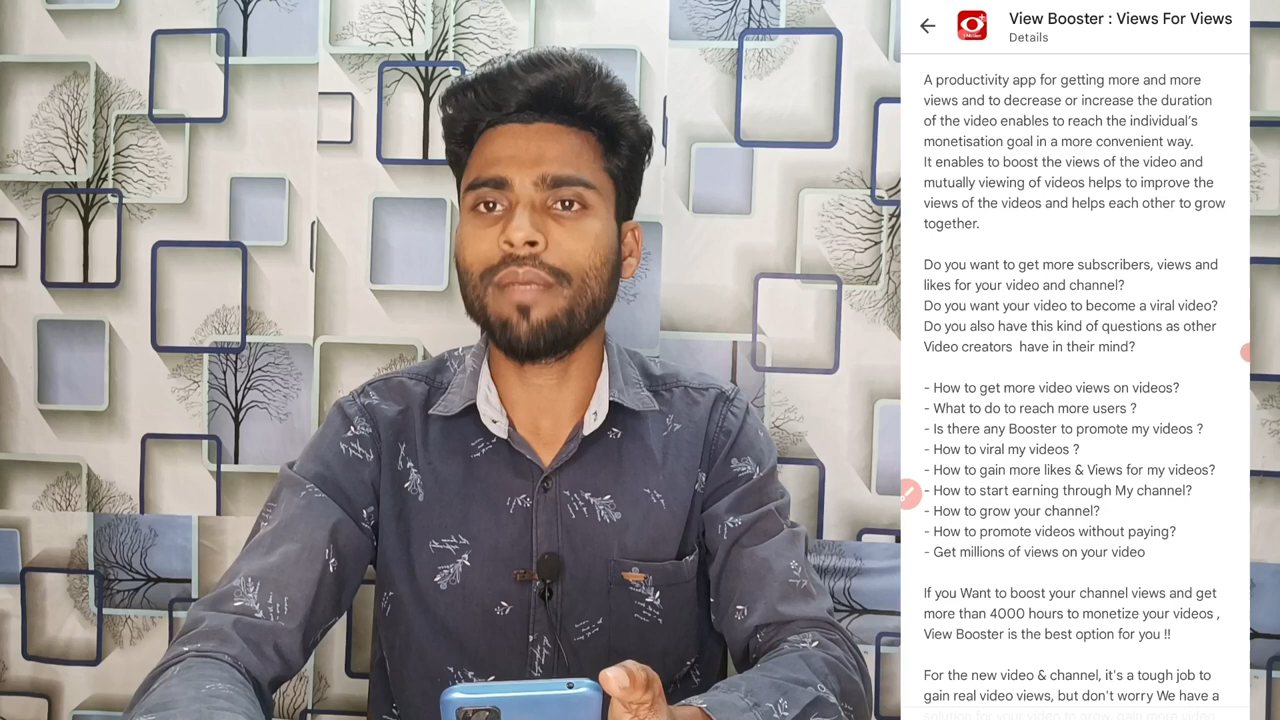 View Booster : Views For Views
Details
A productivity app for getting more and more
views and to decrease or increase the duration
of the video enables to reach the individual's
monetisation goal in a more convenient way.
It enables to boost the views of the video and
mutually viewing of videos helps to improve the
views of the videos and helps each other to grow
together.
Do you want to get more subscribers, views and
likes for your video and channel?
Do you want your video to become a viral video?
Do you also have this kind of questions as other
Video creators have in their mind?
- How to get more video views on videos?
- What to do to reach more users ?
- Is there any Booster to promote my videos ?
- How to viral my videos ?
- How to gain more likes & Views for my videos?
- How to start earning through My channel?
- How to grow your channel?
- How to promote videos without paying?
- Get millions of views on your video
If you Want to boost your channel views and get
more than 4000 hours to monetize your videos ,
View Booster is the best option for you !!
For the new video & channel, it's a tough job to
gain real video views, but don't worry We have a
solution for your video to grow, gain more video